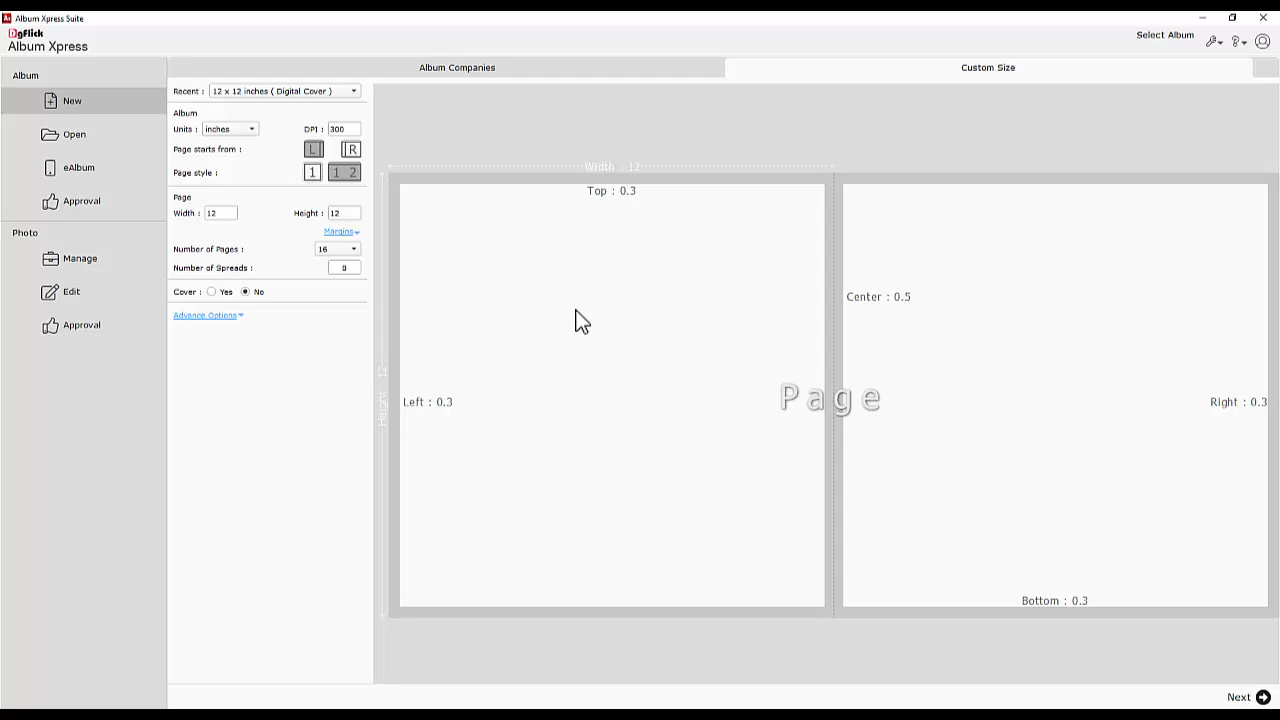 Album Xpress Suite
DgFlick
Album Xpress
Select Album
Album
New
Open
eAlbum
Approval
Photo
Manage
Edit
Approval
Album Companies
Custom Size
Recent : 12 x 12 inches ( Digital Cover )
Album
Units : inches DPI : 300
Page starts from : L R
Page style : 1 1 2
Page
Width : 12 Height : 12
Margins
Number of Pages : 16
Number of Spreads : 8
Cover : Yes No
Advance Options
Width : 12
Top : 0.3
Center : 0.5
Height : 12
Left : 0.3
Page
Right : 0.3
Bottom : 0.3
Next